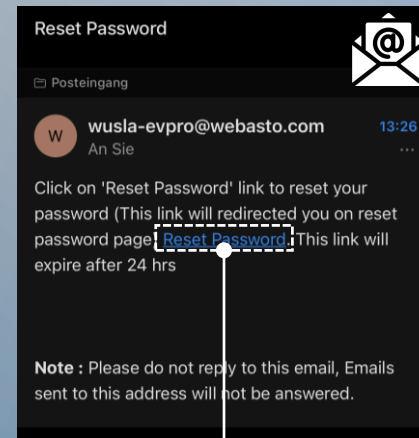 Reset Password
Posteingang
W
wusla-evpro@webasto.com 13:26
An Sie
Click on 'Reset Password' link to reset your
password (This link will redirected you on reset
password page) Reset Password. This link will
expire after 24 hrs
Note : Please do not reply to this email, Emails
sent to this address will not be answered.